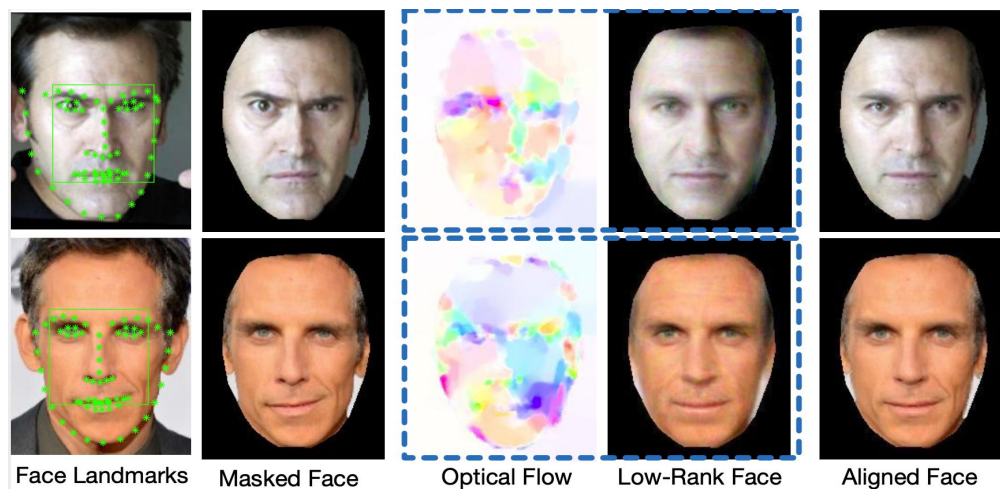 Face Landmarks
Masked Face
Optical Flow
Low-Rank Face
Aligned Face